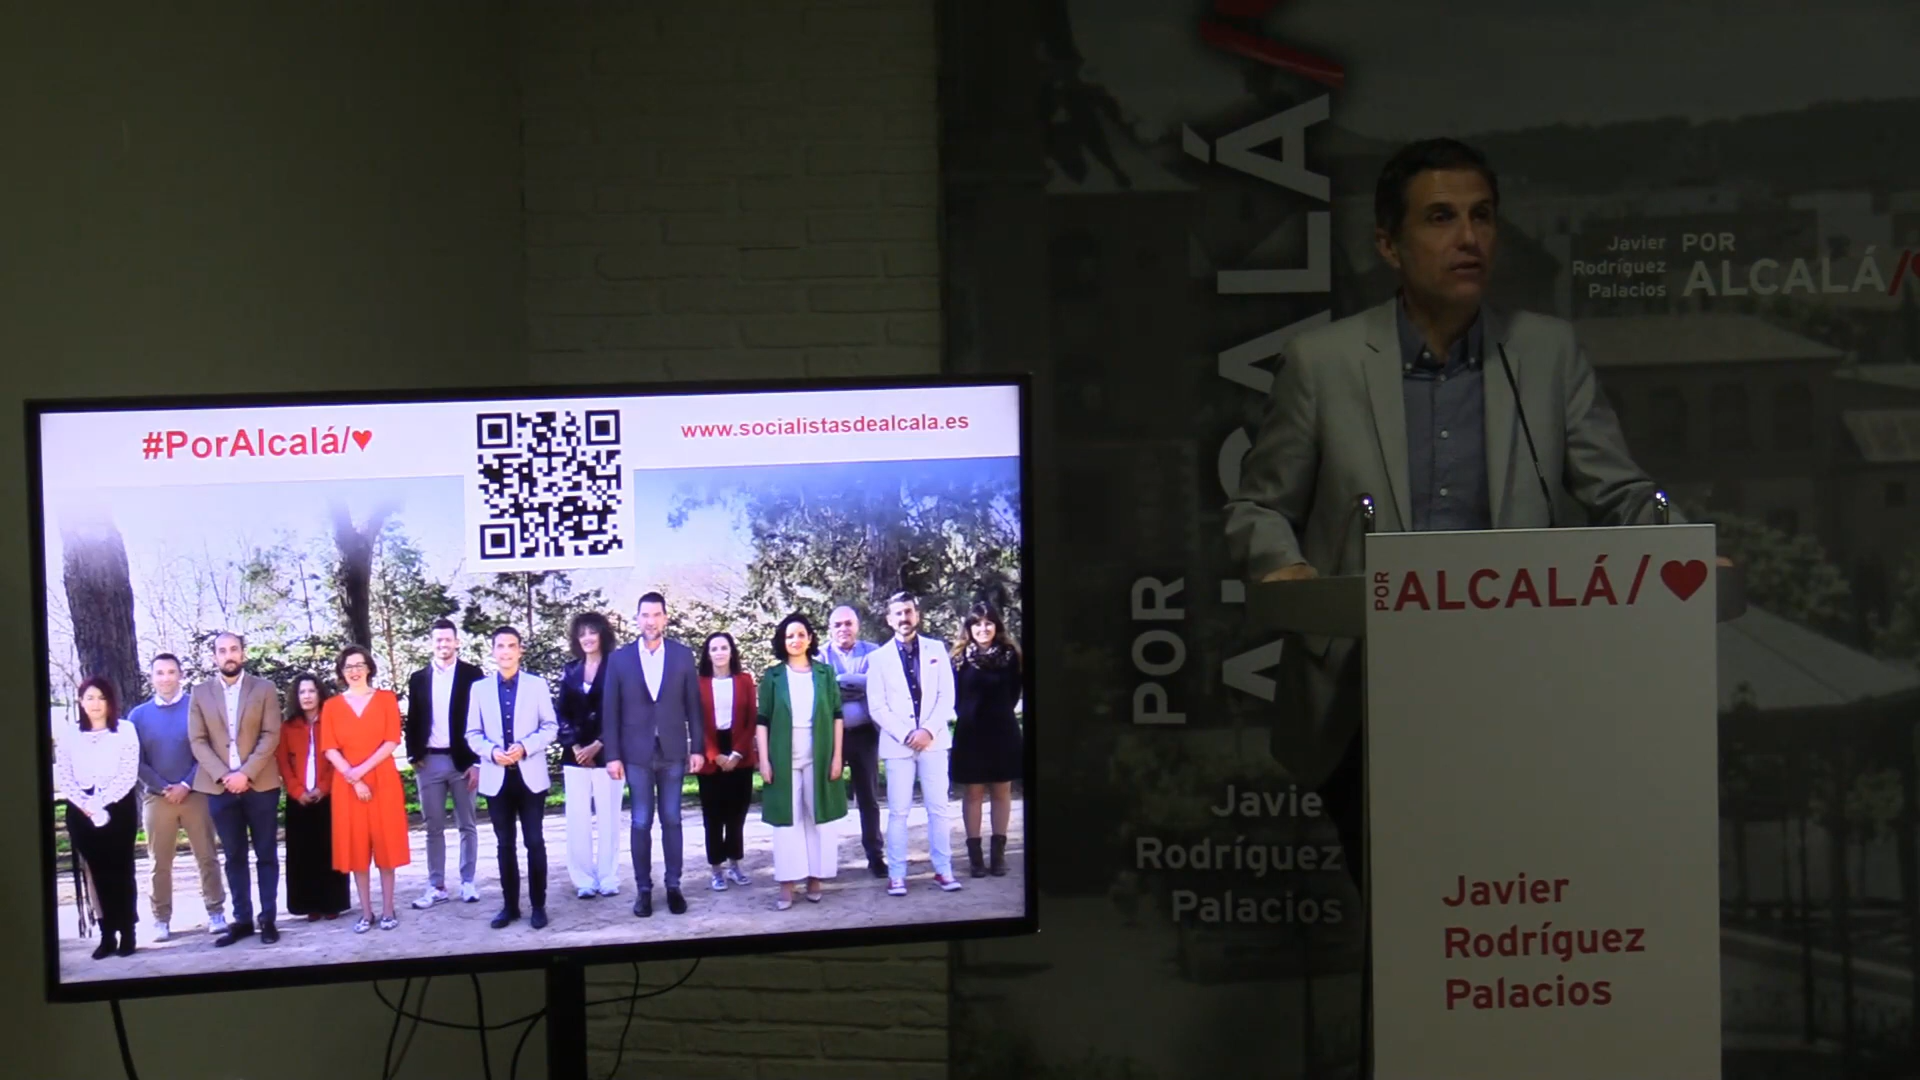 #PorAlcalá/♥
www.socialistasdealcala.es
POR
ALCALÁ/
Javier
Rodríguez
Palacios
POR
ALCALÁ/
Javie
Rodríguez
Palacios
POR
ALCALÁ/♥
Javier
Rodríguez
Palacios